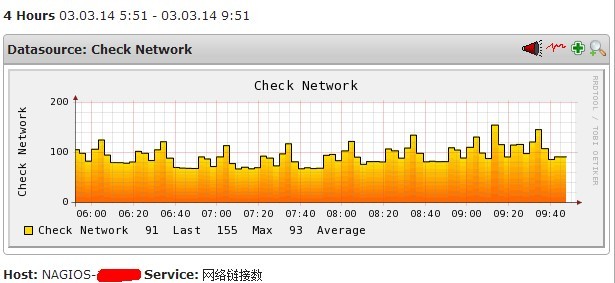 4 Hours 03.03.14 5:51 - 03.03.14 9:51
Datasource: Check Network
Check Network
RRDTOOL / TOBI OETIKER
Check Network
200
100
0
06:00 06:20 06:40 07:00 07:20 07:40 08:00 08:20 08:40 09:00 09:20 09:40
Check Network 91 Last 155 Max 93 Average
Host: NAGIOS- Service: 网络链接数